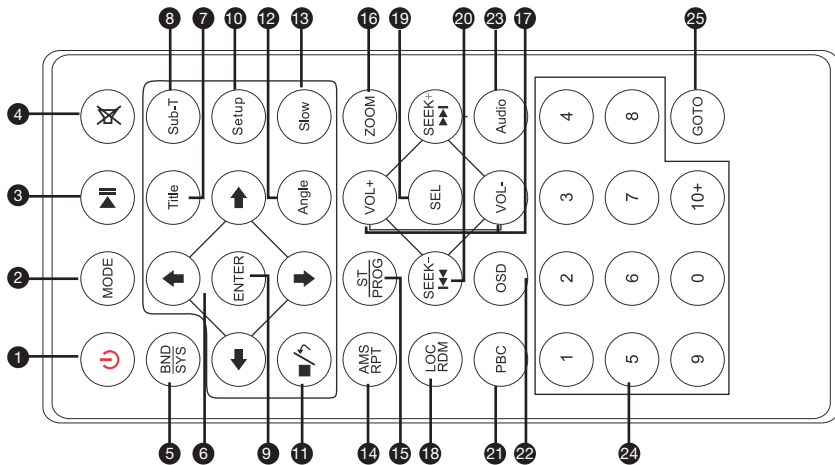 8 7 10 12 13 16 19 20 23 17 25
4
3
2
1
MODE
BND
SYS
Title
Sub-T
ENTER
Setup
Angle
Slow
AMS
RPT
ST
PROG
VOL+
ZOOM
LOC
RDM
SEEK−
SEL
SEEK+
PBC
OSD
VOL-
Audio
1 2 3 4
5 6 7 8
9 0 10+ GOTO
5 6 9 11 14 15 18 21 22 24